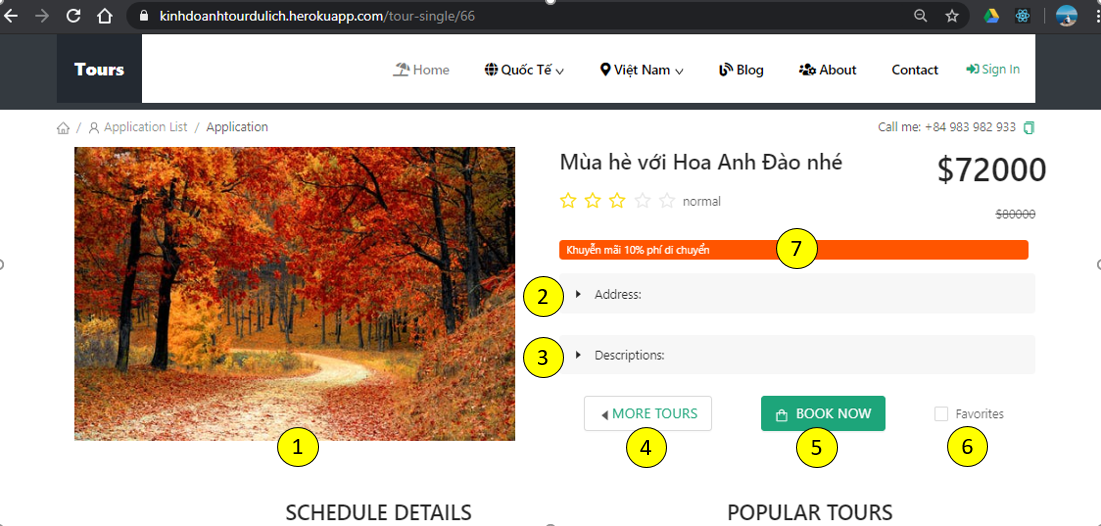 kinhdoanhtourdulich.herokuapp.com/tour-single/66
Tours
Home
Quốc Tế
Việt Nam
Blog
About
Contact
Sign In
/ Application List / Application
Call me: +84 983 982 933
Mùa hè với Hoa Anh Đào nhé
$72000
normal
$80000
Khuyễn mãi 10% phí di chuyển
7
2
Address:
3
Descriptions:
MORE TOURS
BOOK NOW
Favorites
1
4
5
6
SCHEDULE DETAILS
POPULAR TOURS